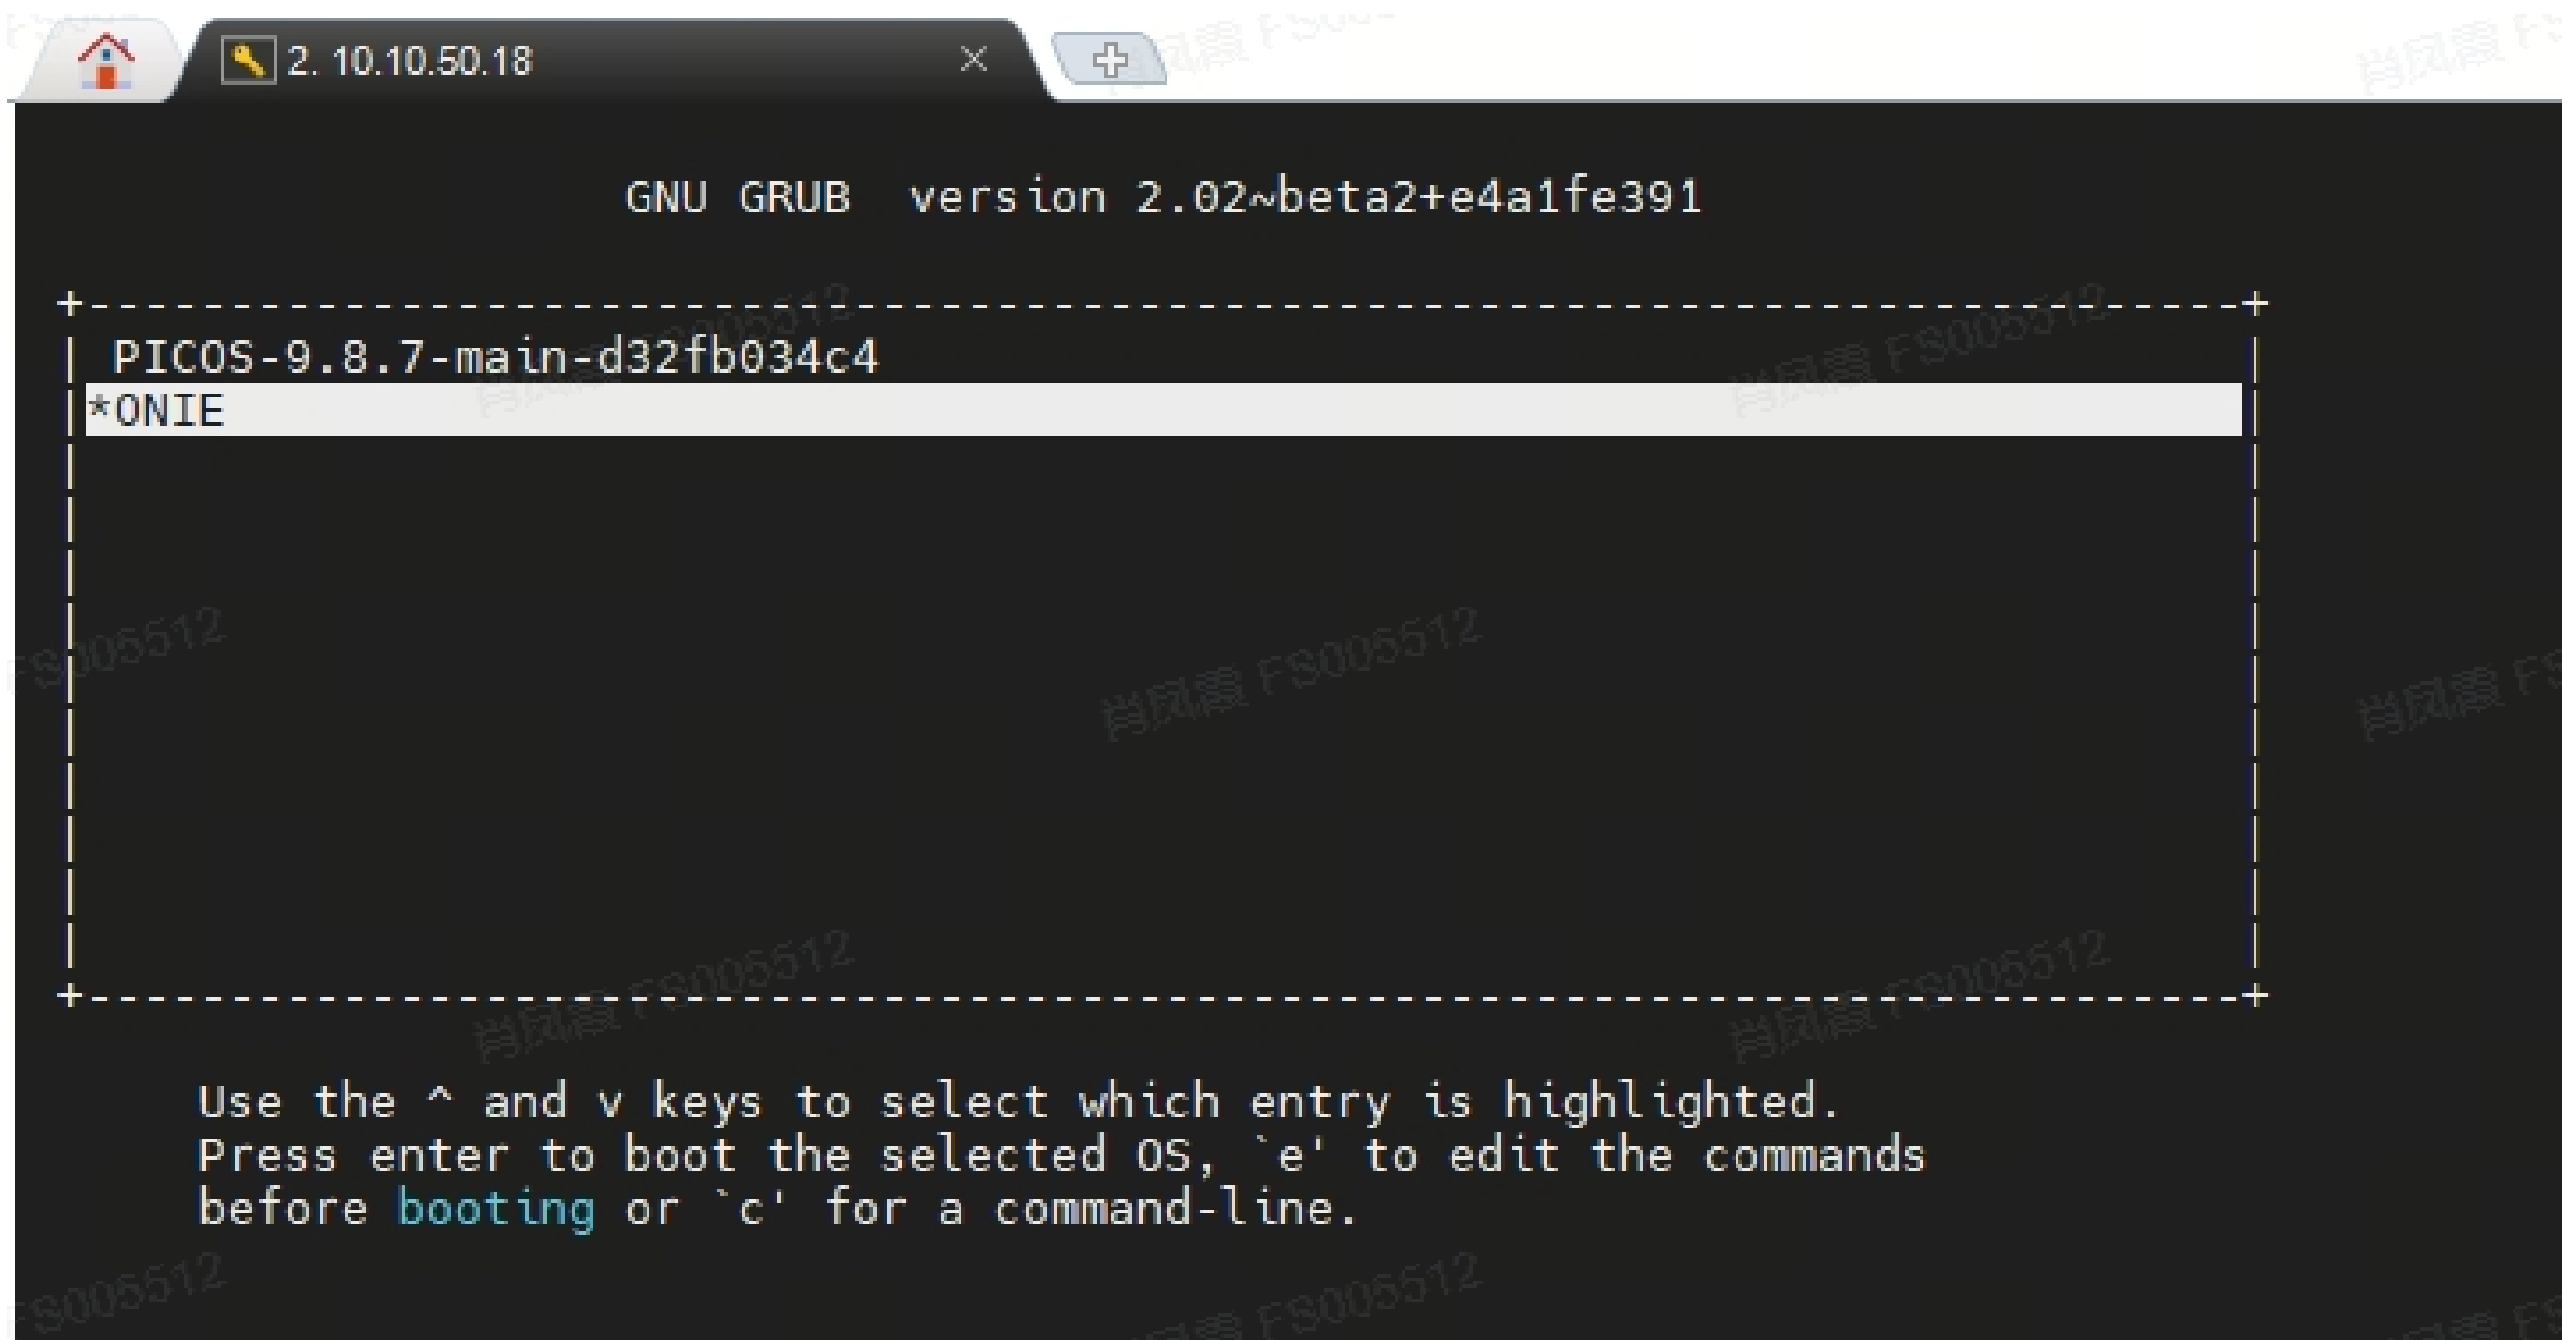 2. 10.10.50.18
GNU GRUB  version 2.02~beta2+e4a1fe391
+----------------------------------------------------------------------------+
PICOS-9.8.7-main-d32fb034c4
*ONIE
+----------------------------------------------------------------------------+
Use the ^ and v keys to select which entry is highlighted.
Press enter to boot the selected OS, `e' to edit the commands
before booting or `c' for a command-line.
FS005512